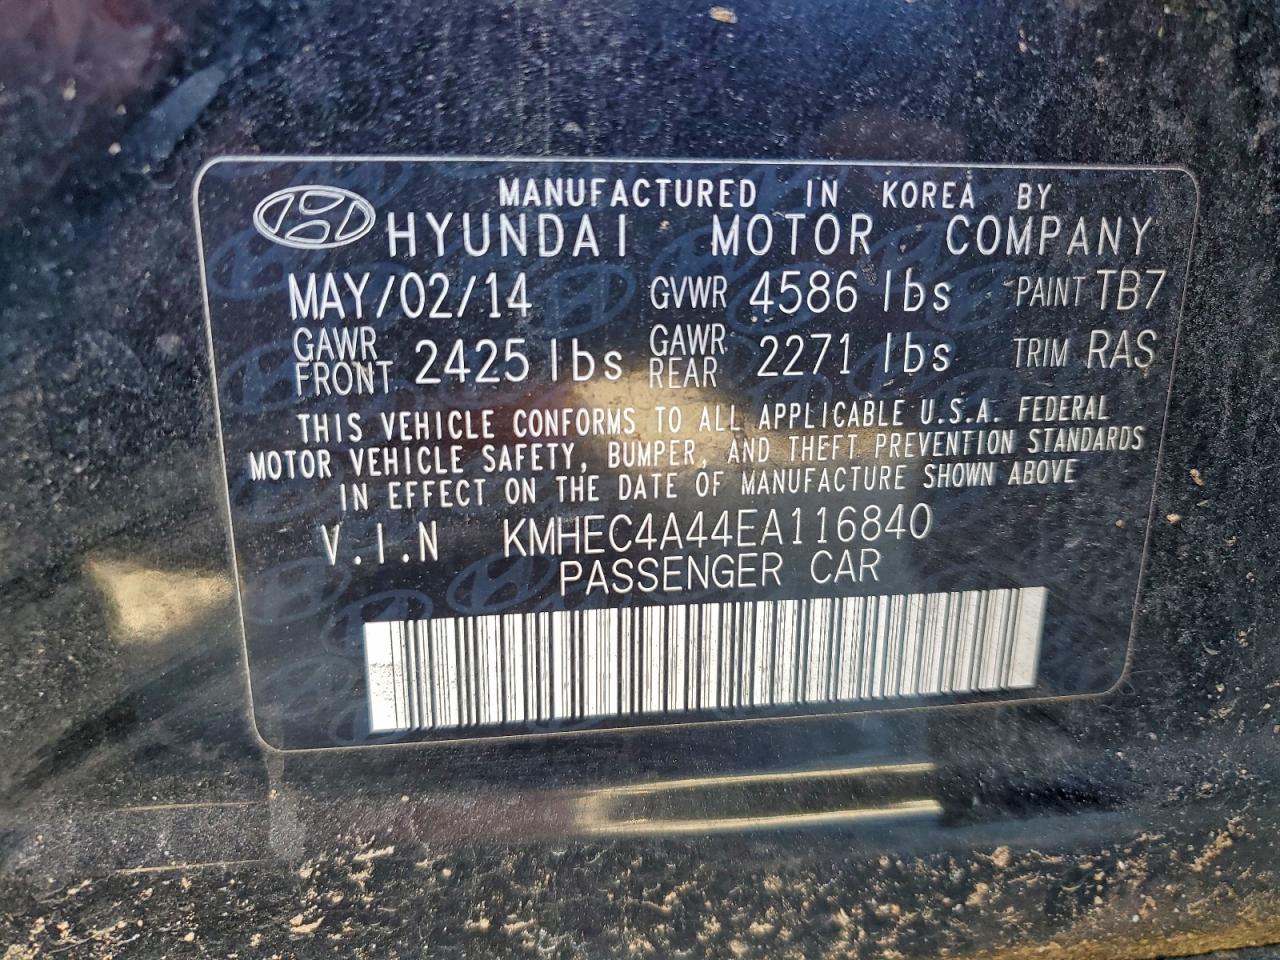 MANUFACTURED IN KOREA BY
HYUNDAI MOTOR COMPANY
MAY/02/14 GVWR 4586 lbs PAINT TB7
GAWR FRONT 2425 lbs GAWR REAR 2271 lbs TRIM RAS
THIS VEHICLE CONFORMS TO ALL APPLICABLE U.S.A. FEDERAL
MOTOR VEHICLE SAFETY, BUMPER, AND THEFT PREVENTION STANDARDS
IN EFFECT ON THE DATE OF MANUFACTURE SHOWN ABOVE
V.I.N KMHEC4A44EA116840
PASSENGER CAR